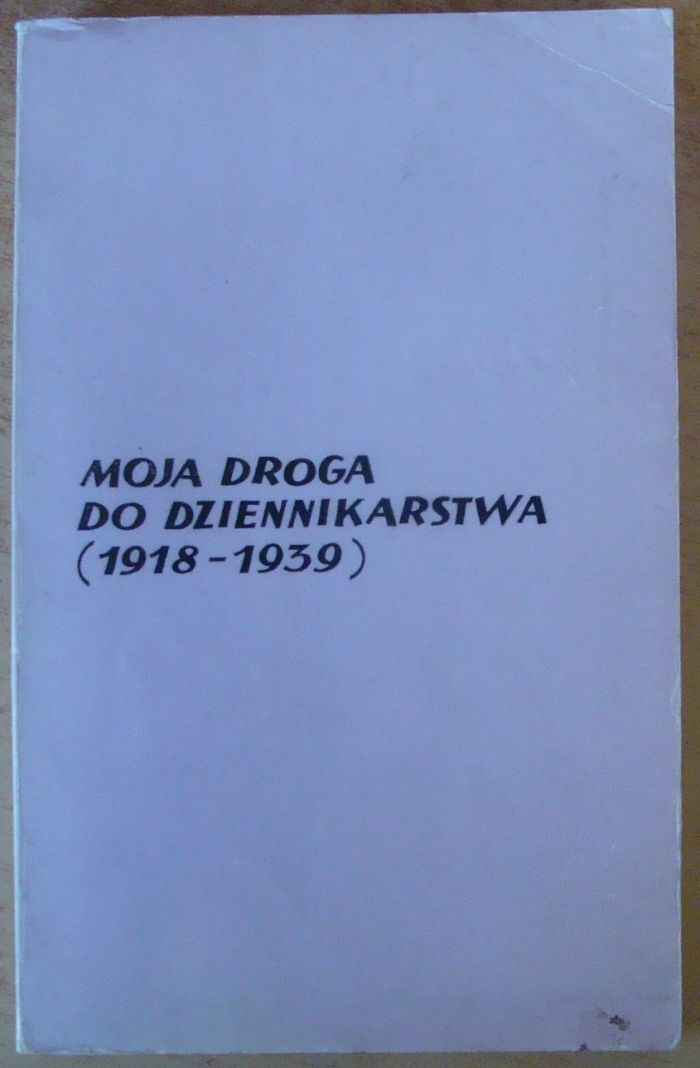 MOJA DROGA
DO DZIENNIKARSTWA
(1918-1939)